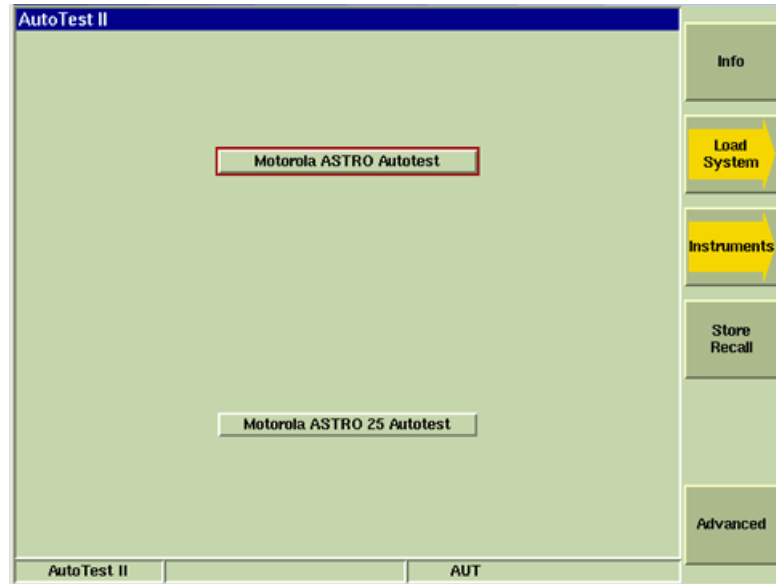 AutoTest II
Info
Motorola ASTRO Autotest
Load
System
Instruments
Store
Recall
Motorola ASTRO 25 Autotest
Advanced
AutoTest II
AUT